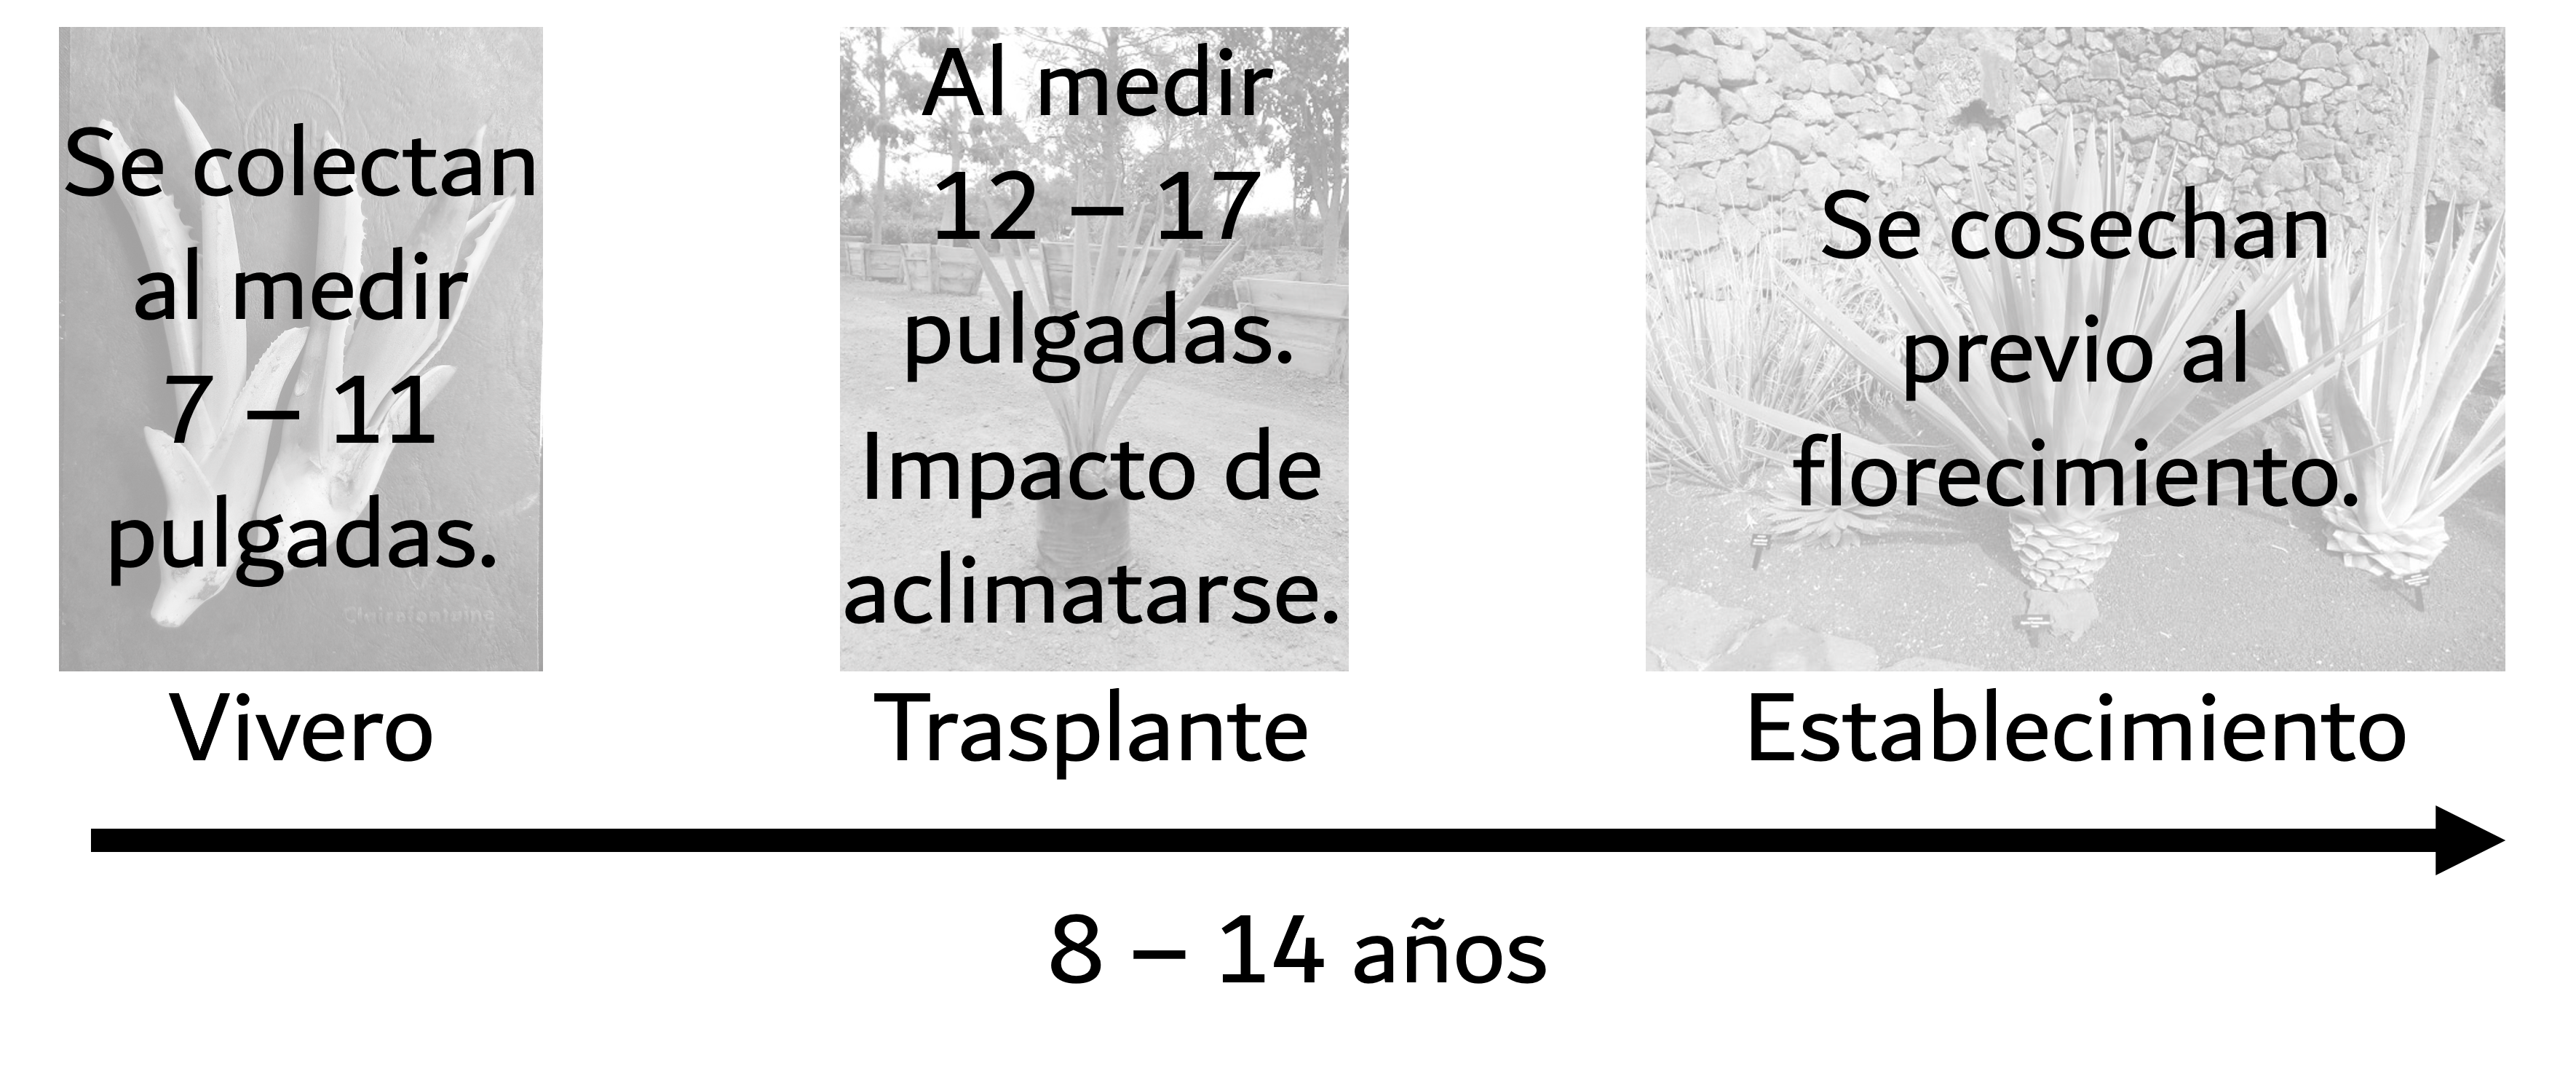 Se colectan
al medir
7 – 11
pulgadas.
Vivero
Al medir
12 – 17
pulgadas.
Impacto de
aclimatarse.
Trasplante
Se cosechan
previo al
florecimiento.
Establecimiento
8 – 14 años
Clairefontaine